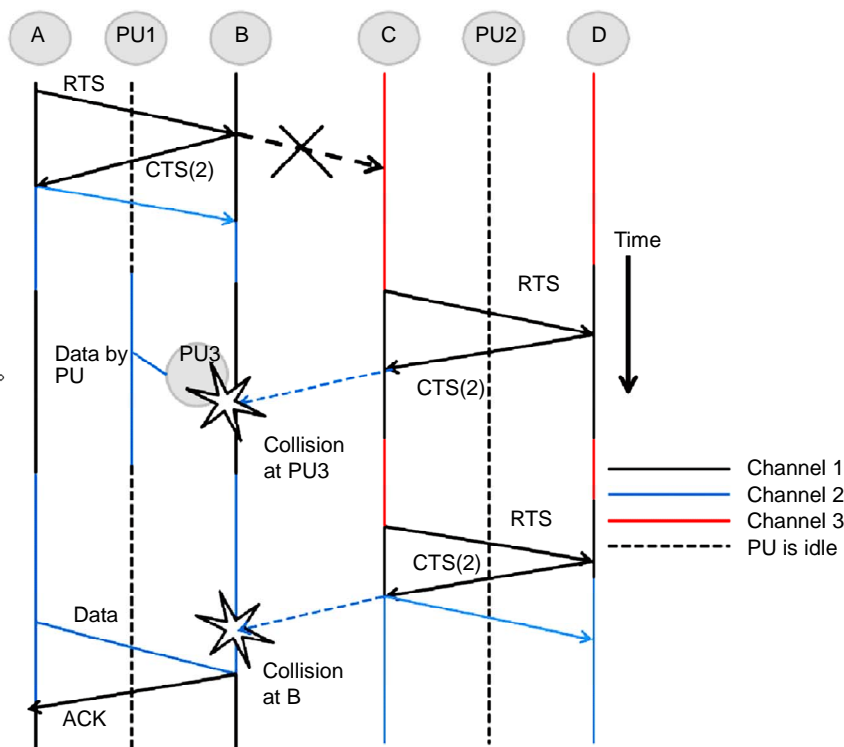 A
PU1
B
C
PU2
D
RTS
CTS(2)
Time
RTS
Data by
PU
PU3
CTS(2)
Collision
at PU3
Channel 1
Channel 2
Channel 3
PU is idle
RTS
CTS(2)
Data
Collision
at B
ACK